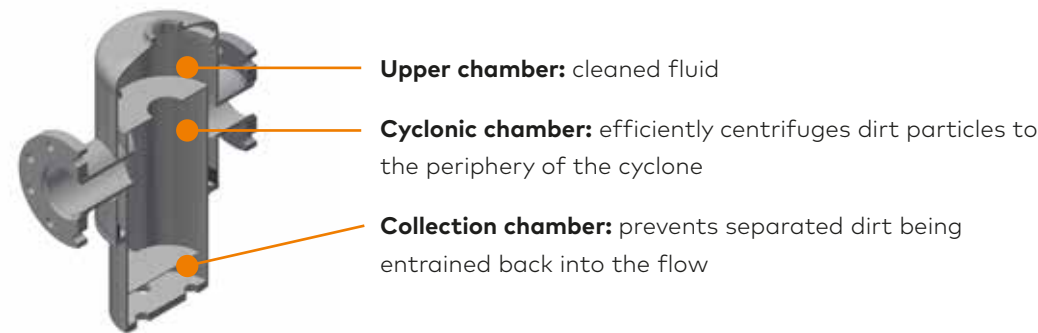 Upper chamber: cleaned fluid
Cyclonic chamber: efficiently centrifuges dirt particles to
the periphery of the cyclone
Collection chamber: prevents separated dirt being
entrained back into the flow